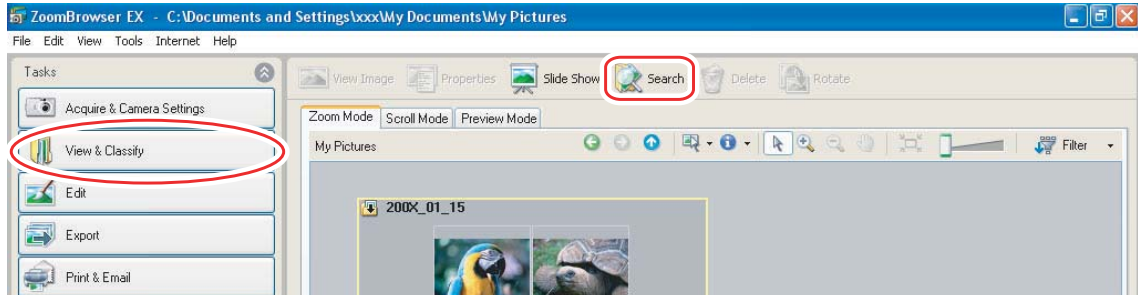 ZoomBrowser EX - C:\Documents and Settings\xxx\My Documents\My Pictures
File Edit View Tools Internet Help
Tasks
Acquire & Camera Settings
View & Classify
Edit
Export
Print & Email
View Image Properties Slide Show Search Delete Rotate
Zoom Mode Scroll Mode Preview Mode
My Pictures Filter
200X_01_15